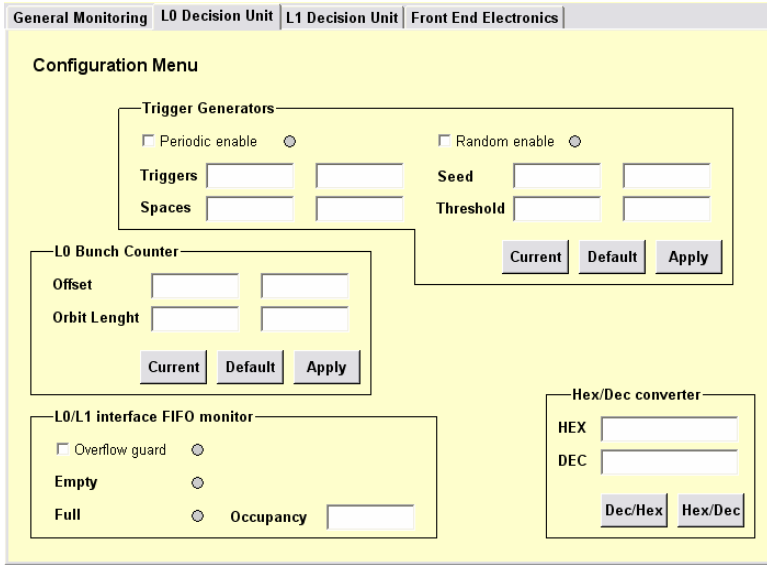 General Monitoring L0 Decision Unit L1 Decision Unit Front End Electronics
Configuration Menu
Trigger Generators
Periodic enable Random enable
Triggers Seed
Spaces Threshold
Current Default Apply
L0 Bunch Counter
Offset
Orbit Lenght
Current Default Apply
L0/L1 interface FIFO monitor
Overflow guard
Empty
Full Occupancy
Hex/Dec converter
HEX
DEC
Dec/Hex Hex/Dec